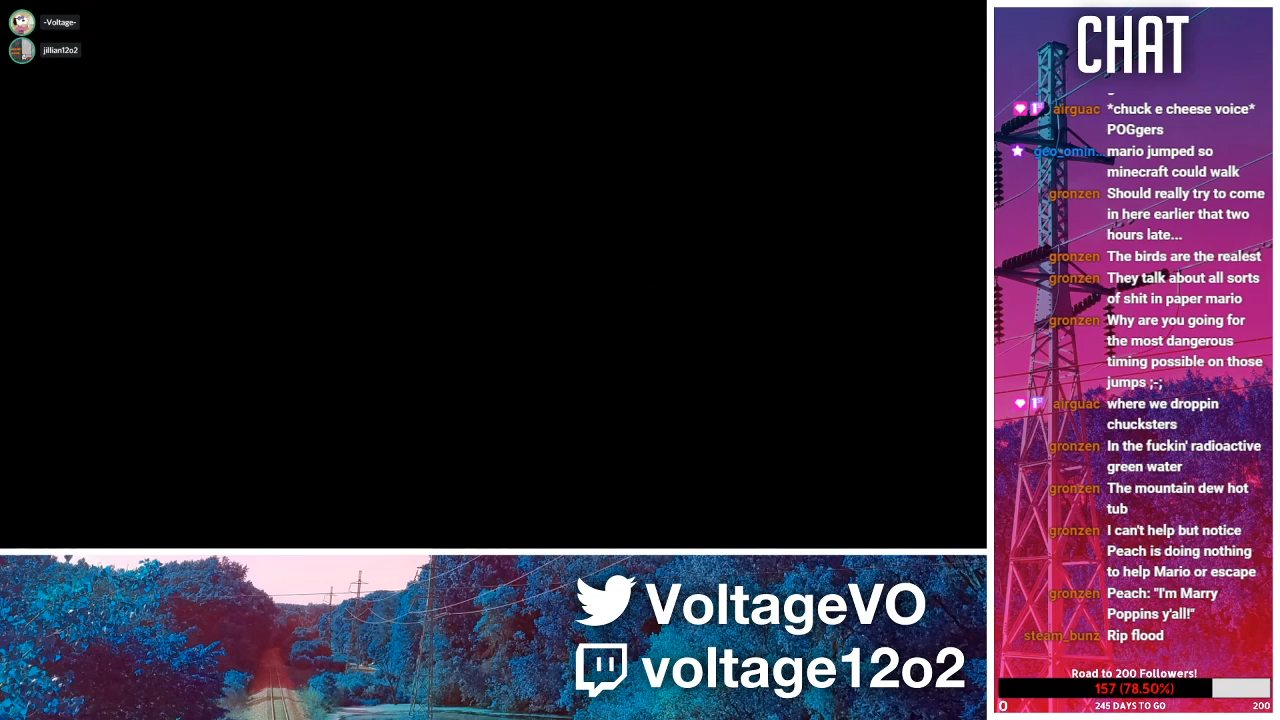 -Voltage-
jillian12o2
CHAT
airguac *chuck e cheese voice*
POGgers
geo_omin... mario jumped so
minecraft could walk
gronzen Should really try to come
in here earlier that two
hours late...
gronzen The birds are the realest
gronzen They talk about all sorts
of shit in paper mario
gronzen Why are you going for
the most dangerous
timing possible on those
jumps ;-;
airguac where we droppin
chucksters
gronzen In the fuckin' radioactive
green water
gronzen The mountain dew hot
tub
gronzen I can't help but notice
Peach is doing nothing
to help Mario or escape
gronzen Peach: "I'm Marry
Poppins y'all!"
steam_bunz Rip flood
Road to 200 Followers!
157 (78.50%)
0 245 DAYS TO GO 200
VoltageVO
voltage12o2